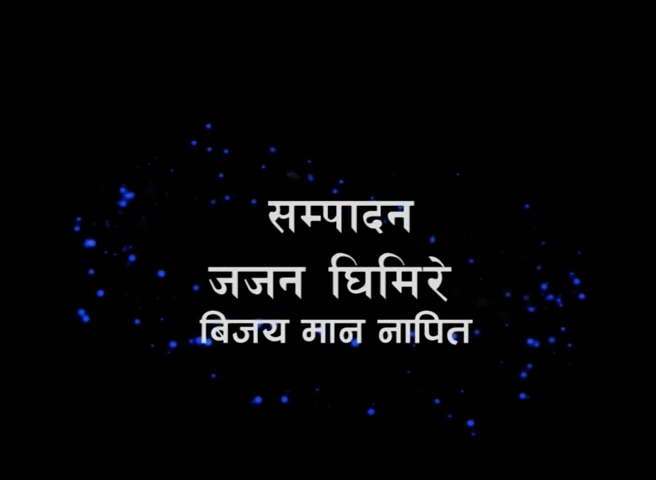 सम्पादन
जजन घिमिरे
बिजय मान नापित